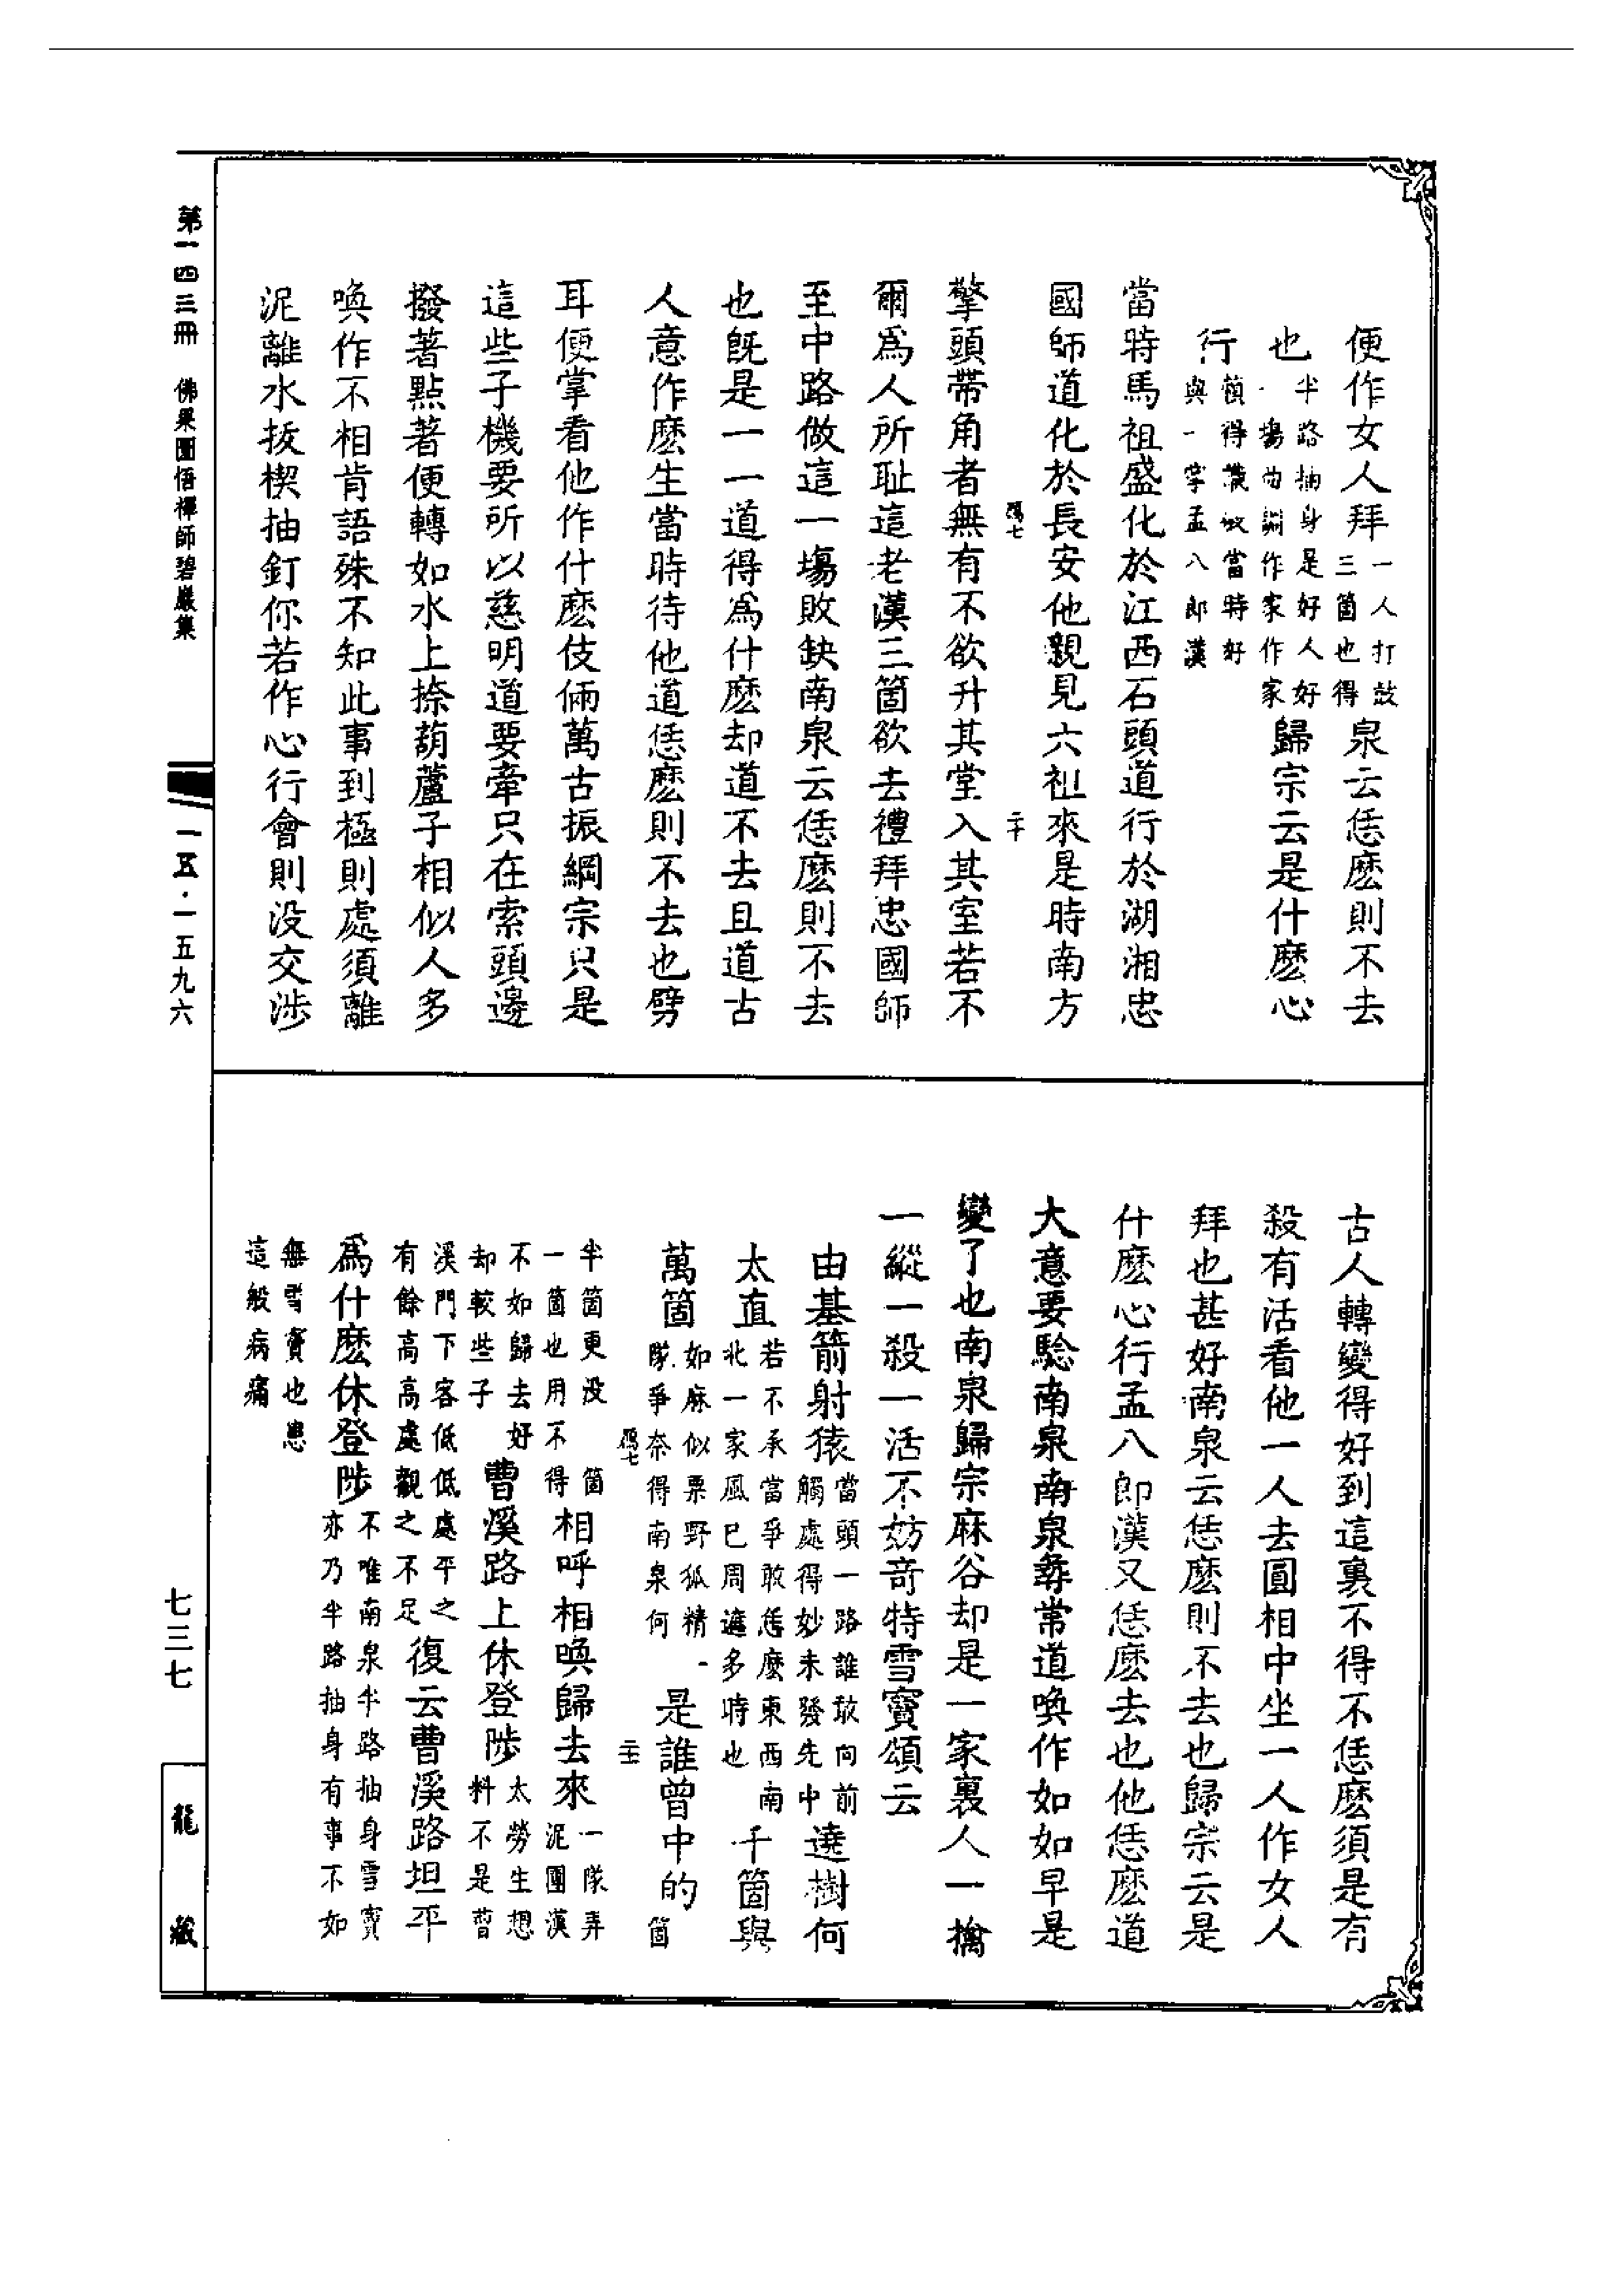 便作女人拜一人打鼓三箇也得泉云恁麽則不去
也半路抽身是好人好一場曲調作家作家歸宗云是什麽心
行賴得識破當時好與一掌孟八郎漢
當時馬祖盛化於江西石頭道行於湖湘忠
國師道化於長安他親見六祖來是時南方
擎頭帶角者無有不欲升其堂入其室若不
爾爲人所耻這老漢三箇欲去禮拜忠國師
至中路做這一塲敗缺南泉云恁麽則不去
也旣是一一道得爲什麽却道不去且道古
人意作麽生當時待他道恁麽則不去也劈
耳便掌看他作什麽伎倆萬古振綱宗只是
這些子機要所以慈明道要牽只在索頭邊
撥著點著便轉如水上捺葫蘆子相似人多
喚作不相肯語殊不知此事到極則處須離
泥離水拔楔抽釘你若作心行會則没交涉
古人轉變得好到這裏不得不恁麽須是有
殺有活看他一人去圓相中坐一人作女人
拜也甚好南泉云恁麽則不去也歸宗云是
什麽心行孟八郎漢又恁麽去也他恁麽道
大意要騐南泉南泉尋常道喚作如如早是
變了也南泉歸宗麻谷却是一家裏人一擒
一縱一殺一活不妨奇特雪竇頌云
由基箭射猿當頭一路誰敢向前觸處得妙未發先中遶樹何
太直若不承當爭敢恁麽東西南北一家風已周遮多時也千箇與
萬箇如麻似粟野狐精一隊爭奈得南泉何是誰曾中的箇
半箇更没箇一箇也用不得相呼相喚歸去來一隊弄泥團漢
不如歸去好却較些子曹溪路上休登陟太勞生想料不是曹
溪門下客低低處平之有餘高高處觀之不足復云曹溪路坦平
爲什麽休登陟不唯南泉半路抽身雪竇亦乃半路抽身有事不如
無雪竇也患這般病痛
第一四三冊 佛果圜悟禪師碧巖集
一五·一五九六
七三七
龍藏